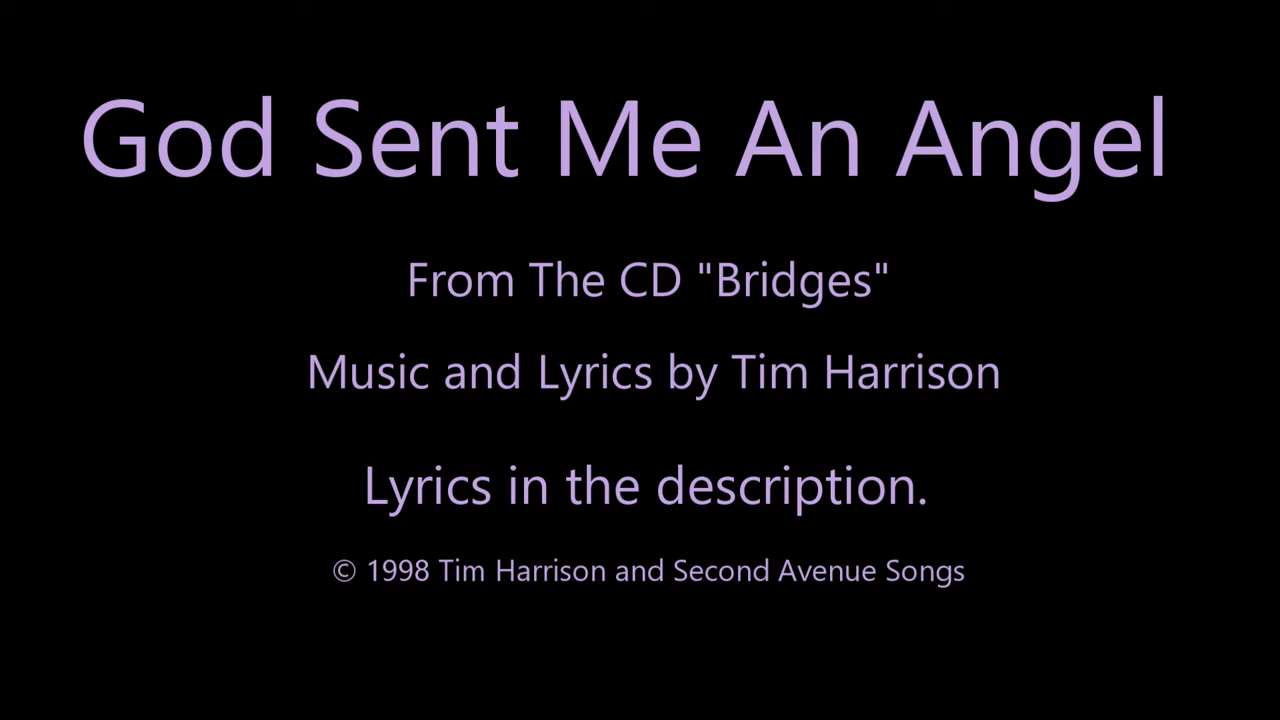 God Sent Me An Angel
From The CD "Bridges"
Music and Lyrics by Tim Harrison
Lyrics in the description.
© 1998 Tim Harrison and Second Avenue Songs